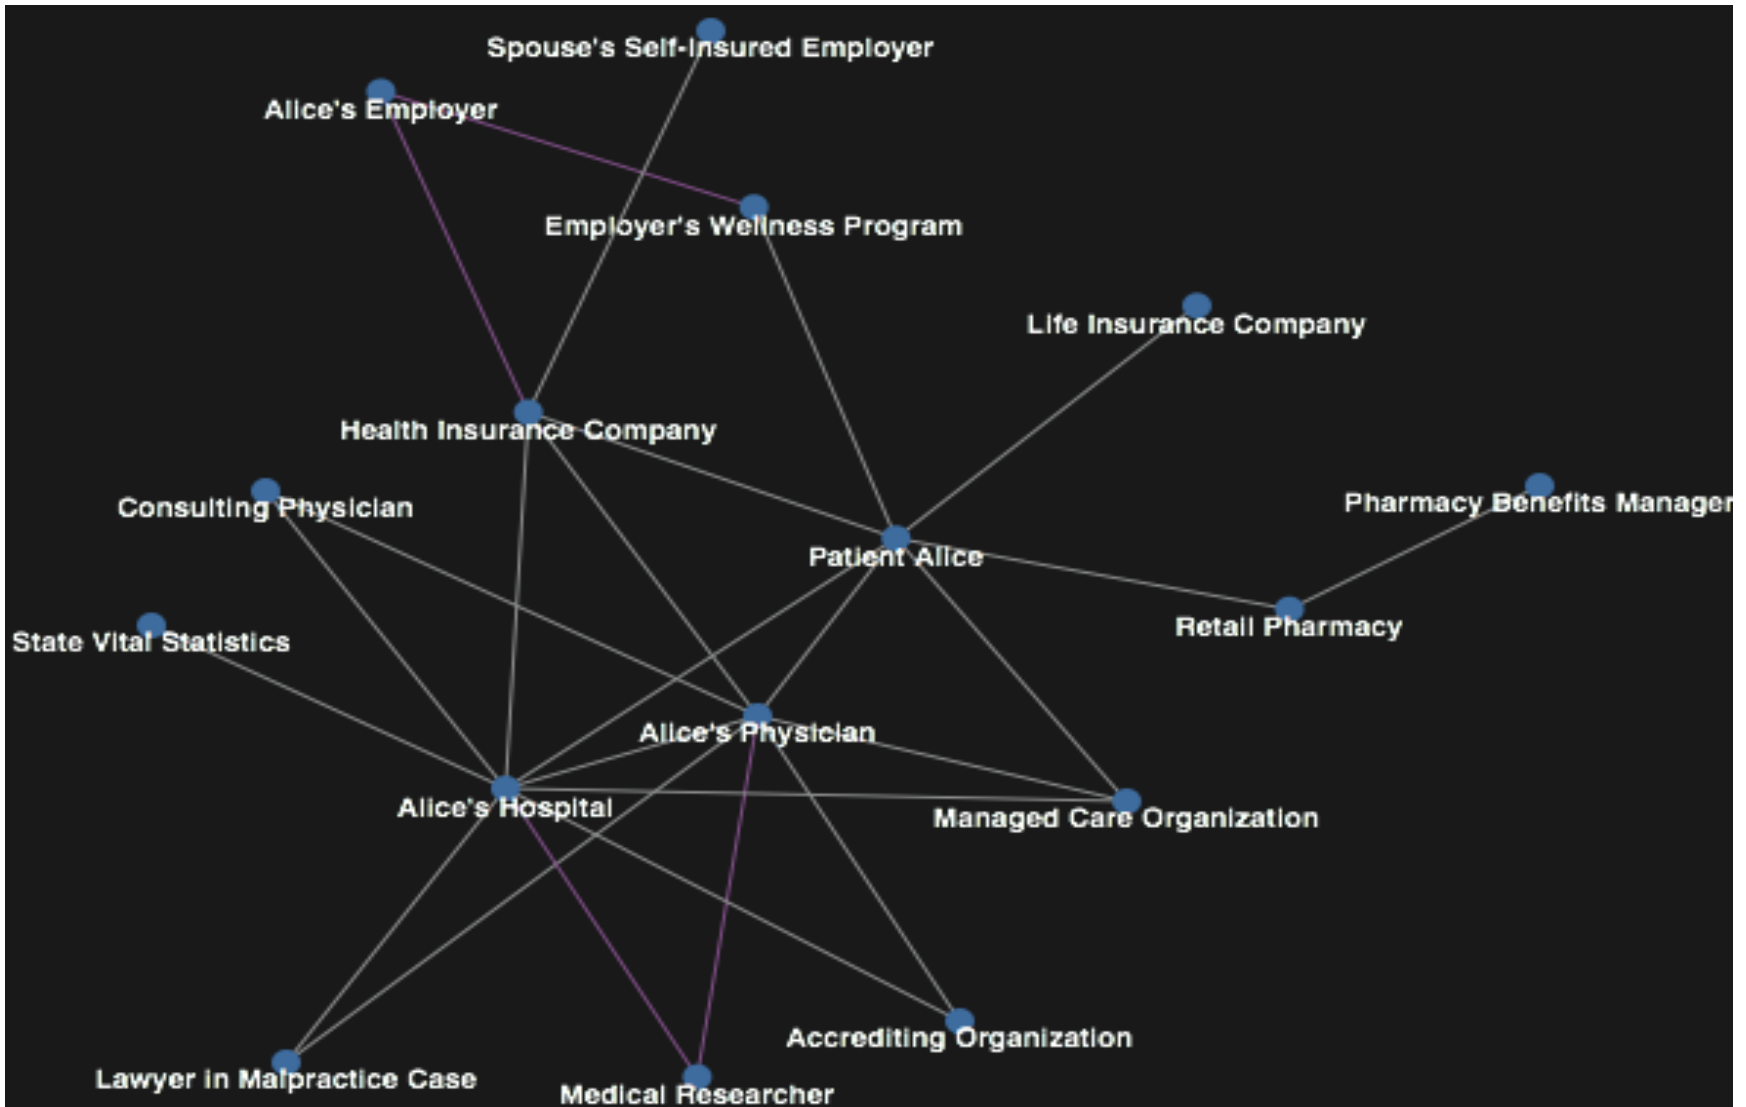 Spouse's Self-Insured Employer
Alice's Employer
Employer's Wellness Program
Life Insurance Company
Health Insurance Company
Pharmacy Benefits Manager
Consulting Physician
Patient Alice
Retail Pharmacy
State Vital Statistics
Alice's Physician
Alice's Hospital
Managed Care Organization
Accrediting Organization
Lawyer in Malpractice Case
Medical Researcher